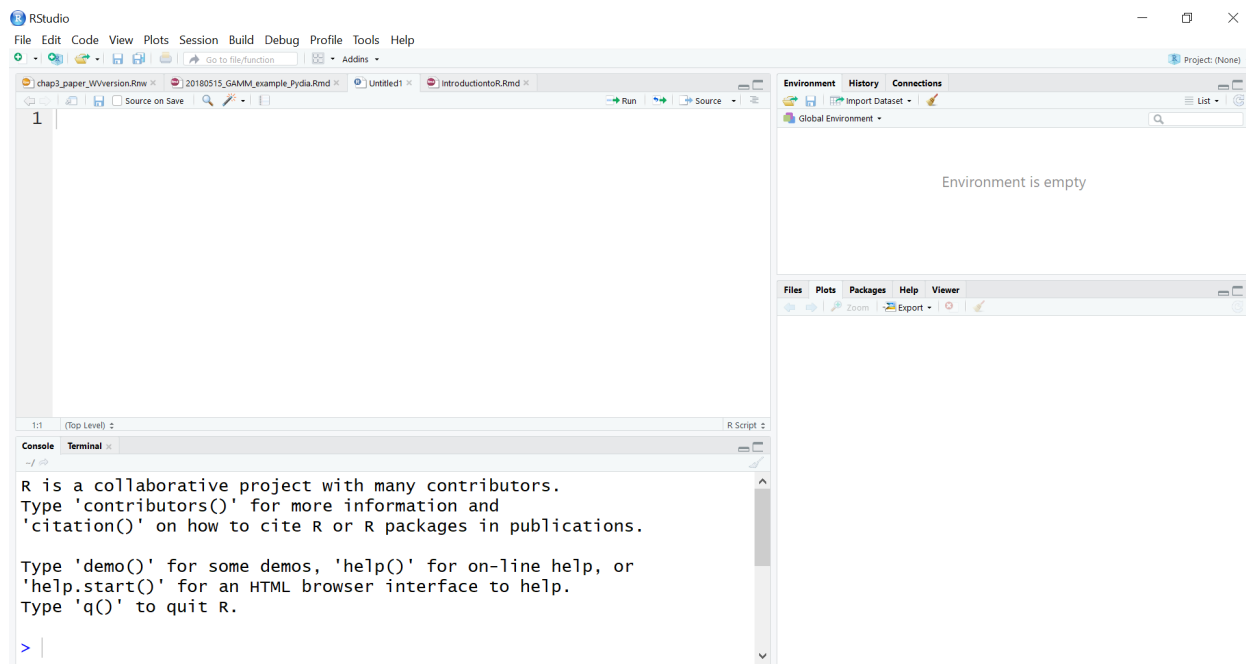 RStudio
File Edit Code View Plots Session Build Debug Profile Tools Help
Go to file/function Addins Project: (None)
chap3_paper_WVversion.Rnw 20180515_GAMM_example_Pydia.Rmd Untitled1 IntroductiontoR.Rmd
Source on Save Run Source
1
1:1 (Top Level) R Script
Console Terminal
~/
R is a collaborative project with many contributors.
Type 'contributors()' for more information and
'citation()' on how to cite R or R packages in publications.
Type 'demo()' for some demos, 'help()' for on-line help, or
'help.start()' for an HTML browser interface to help.
Type 'q()' to quit R.
>
Environment History Connections
Import Dataset List
Global Environment
Environment is empty
Files Plots Packages Help Viewer
Zoom Export